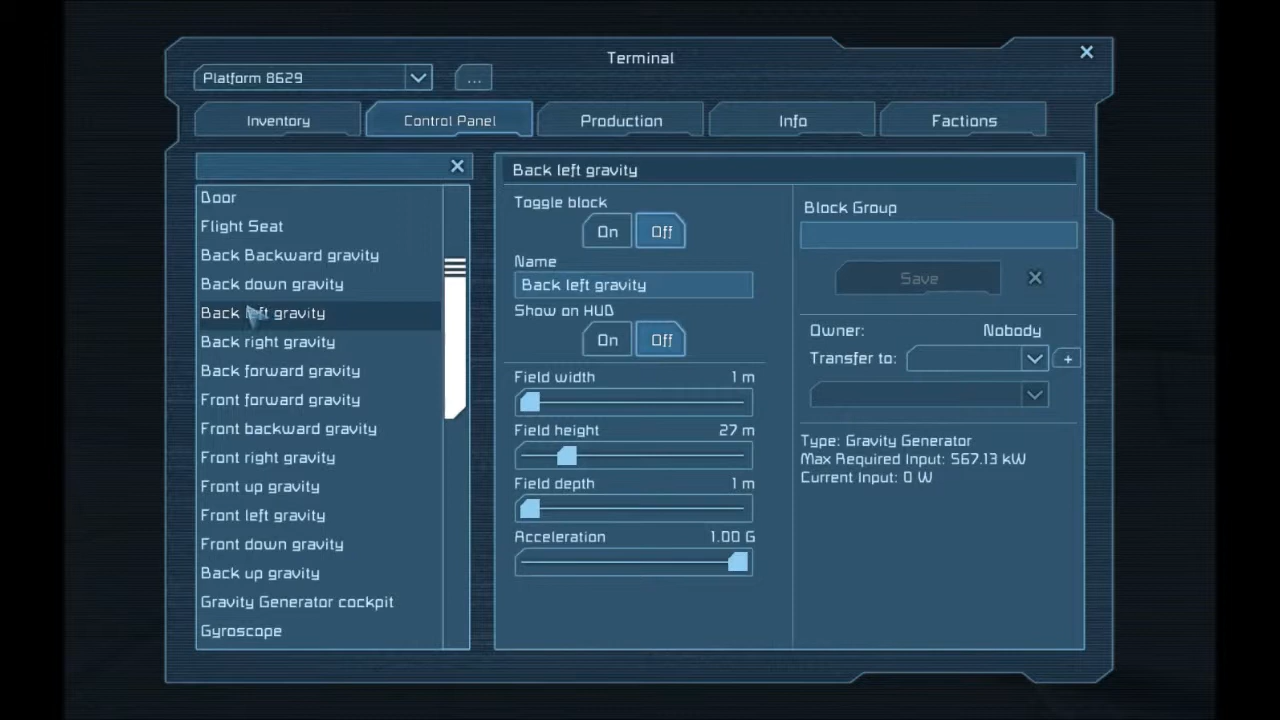 Terminal
Platform 8629
...
Inventory
Control Panel
Production
Info
Factions
Door
Flight Seat
Back Backward gravity
Back down gravity
Back left gravity
Back right gravity
Back forward gravity
Front forward gravity
Front backward gravity
Front right gravity
Front up gravity
Front left gravity
Front down gravity
Back up gravity
Gravity Generator cockpit
Gyroscope
Back left gravity
Toggle block
On Off
Name
Back left gravity
Show on HUD
On Off
Field width 1 m
Field height 27 m
Field depth 1 m
Acceleration 1.00 G
Block Group
Save
Owner: Nobody
Transfer to:
+
Type: Gravity Generator
Max Required Input: 567.13 kW
Current Input: 0 W